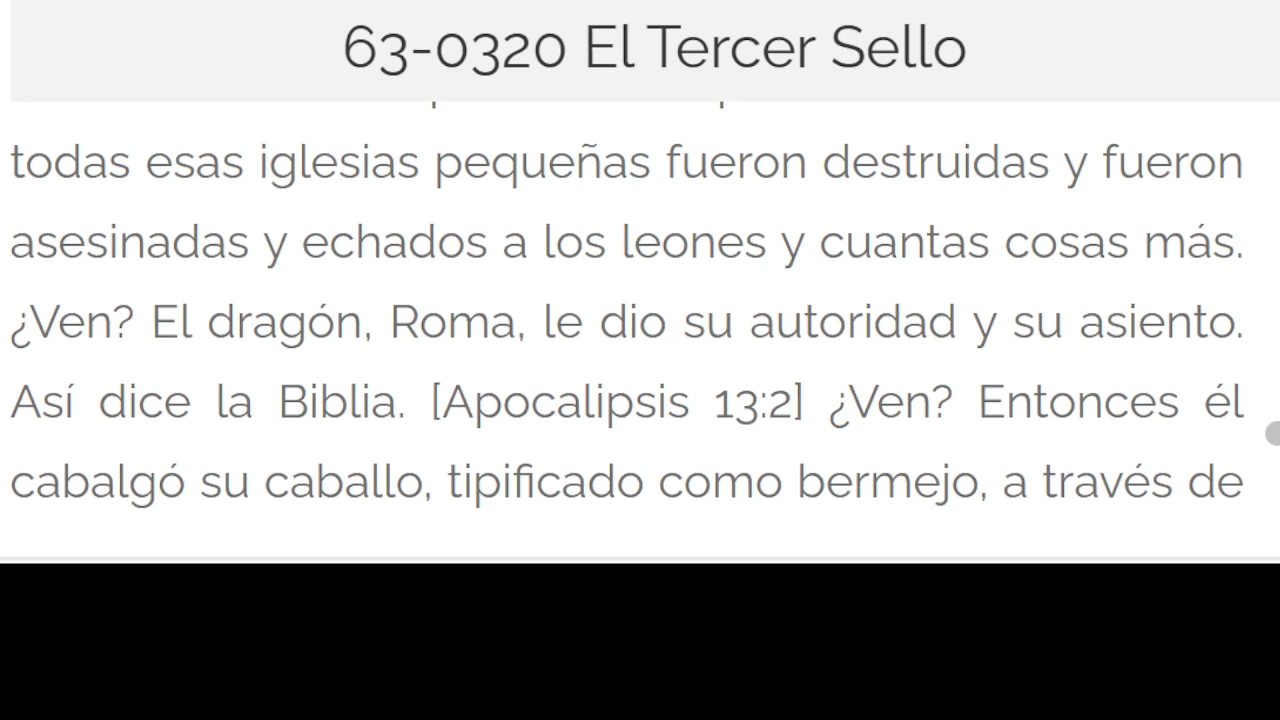 63-0320 El Tercer Sello
todas esas iglesias pequeñas fueron destruidas y fueron
asesinadas y echados a los leones y cuantas cosas más.
¿Ven? El dragón, Roma, le dio su autoridad y su asiento.
Así dice la Biblia. [Apocalipsis 13:2] ¿Ven? Entonces él
cabalgó su caballo, tipificado como bermejo, a través de